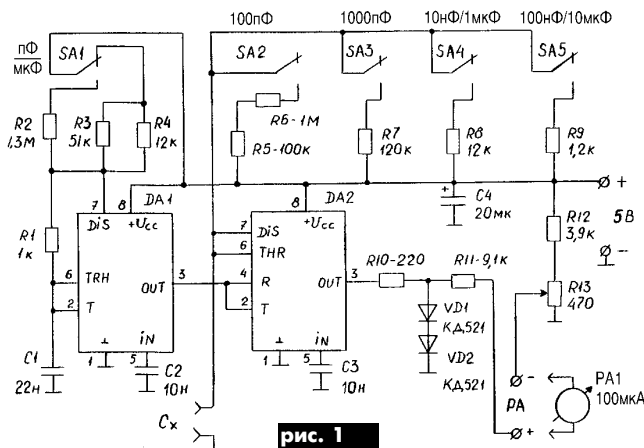 100пФ
1000пФ
10нФ/1мкФ
100нФ/10мкФ
пФ
мкФ
SA1
SA2
SA3
SA4
SA5
R2
1,3М
R3
51к
R4
12к
R6-1М
R5-100к
R7
120к
R8
12к
R9
1,2к
R1
1к
7
8
DA1
DiS
+Ucc
6
TRH
2
T
OUT
3
⊥
iN
1
5
C1
22н
C2
10н
8
DA2
+Ucc
7
DiS
6
THR
4
R
2
T
OUT
3
⊥
iN
1
5
C3
10н
Cx
+
C4
20мк
R10-220
R11-9,1к
VD1
КД521
VD2
КД521
+
5В
-
R12
3,9к
R13
470
-
PA
+
PA1
100мкА
рис. 1